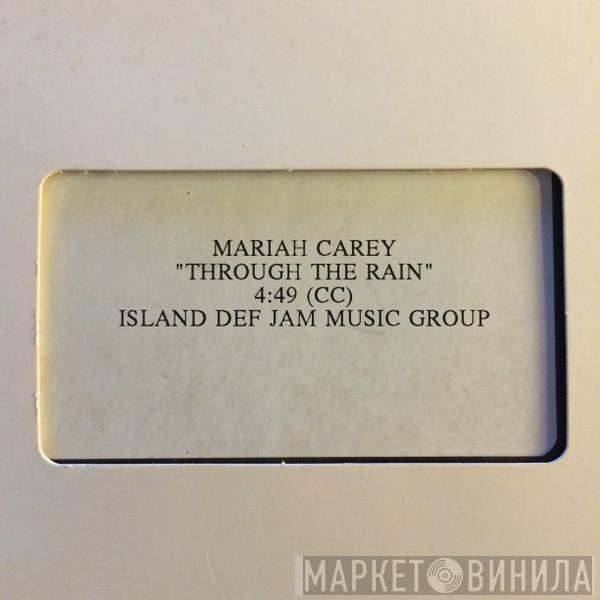 MARIAH CAREY
"THROUGH THE RAIN"
4:49 (CC)
ISLAND DEF JAM MUSIC GROUP
МАРКЕТ ВИНИЛА